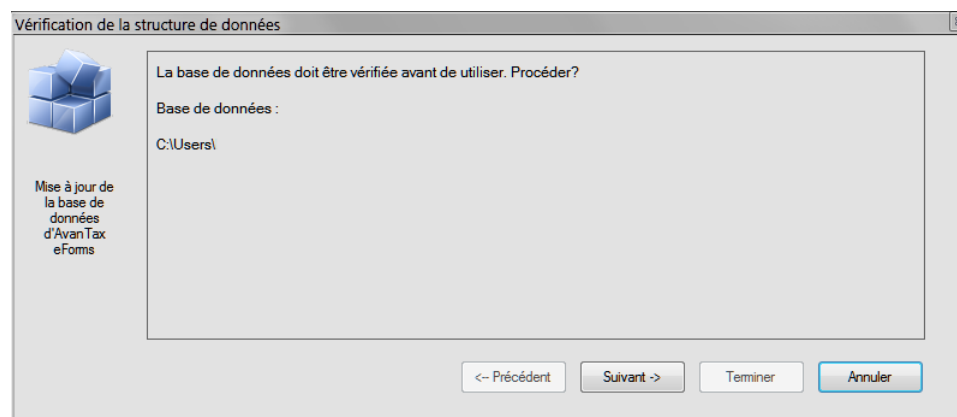 Vérification de la structure de données
La base de données doit être vérifiée avant de utiliser. Procéder?
Base de données :
C:\Users\
Mise à jour de
la base de
données
d'AvanTax
eForms
<-- Précédent
Suivant ->
Terminer
Annuler